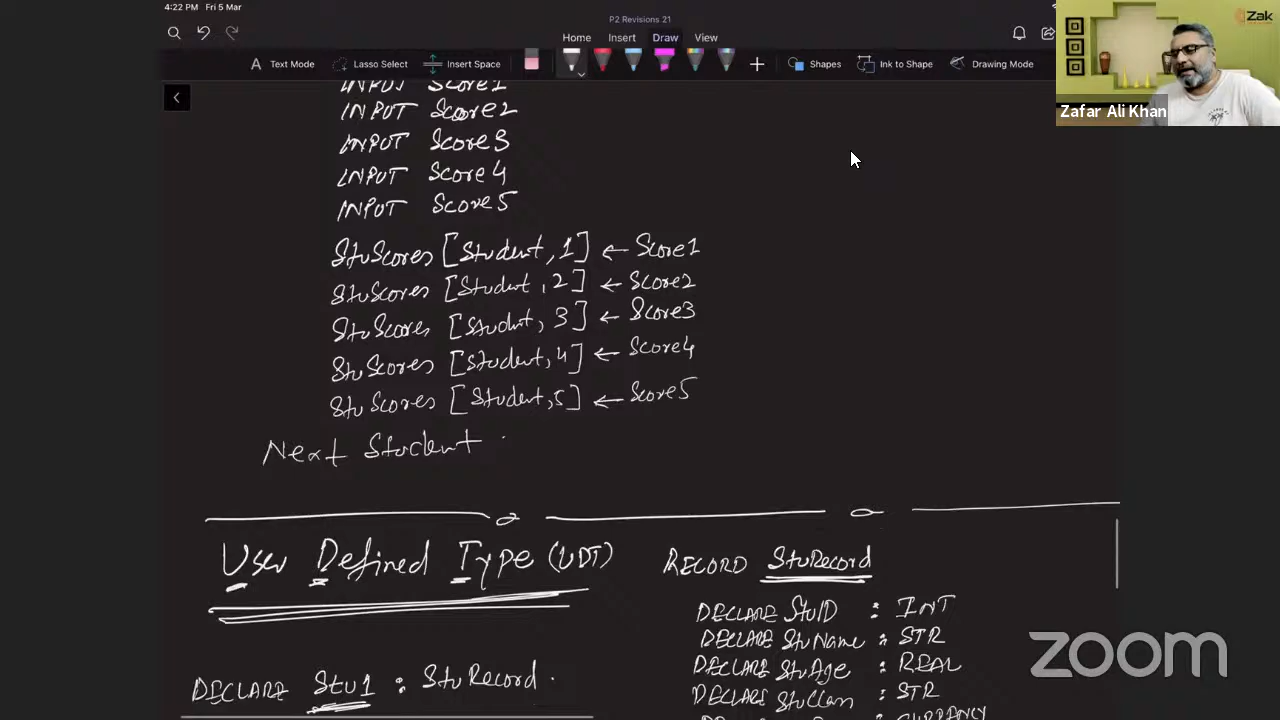 4:22 PM Fri 5 Mar
P2 Revisions 21
Home Insert Draw View
Text Mode Lasso Select Insert Space Shapes Ink to Shape Drawing Mode
Zak
Zafar Ali Khan
INPUT Score1
INPUT Score2
INPUT Score3
INPUT Score4
INPUT Score5
StuScores [Student, 1] ← Score1
StuScores [Student, 2] ← Score2
StuScores [Student, 3] ← Score3
StuScores [Student, 4] ← Score4
StuScores [Student, 5] ← Score5
Next Student
User Defined Type (UDT)
DECLARE Stu1 : StuRecord.
RECORD StuRecord
DECLARE StuID : INT
DECLARE StuName : STR
DECLARE StuAge : REAL
DECLARE StuClass : STR
zoom